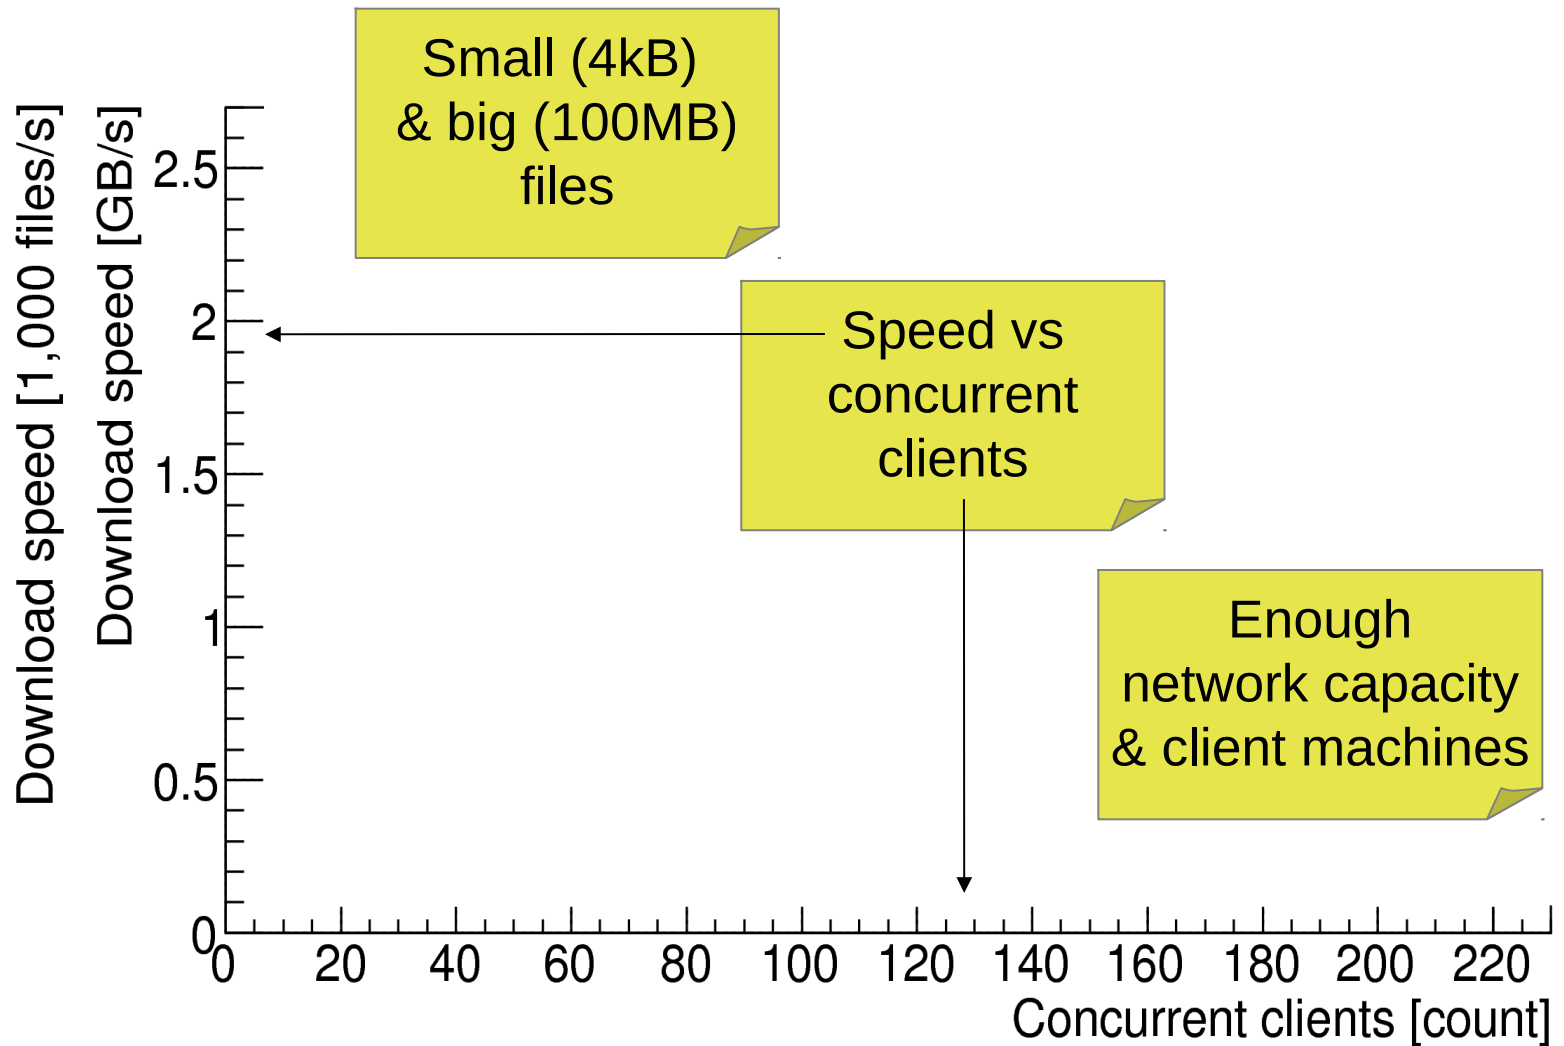 Small (4kB)
& big (100MB)
files
Speed vs
concurrent
clients
Enough
network capacity
& client machines
Download speed [1,000 files/s]
Download speed [GB/s]
2.5
2
1.5
1
0.5
0
0 20 40 60 80 100 120 140 160 180 200 220
Concurrent clients [count]